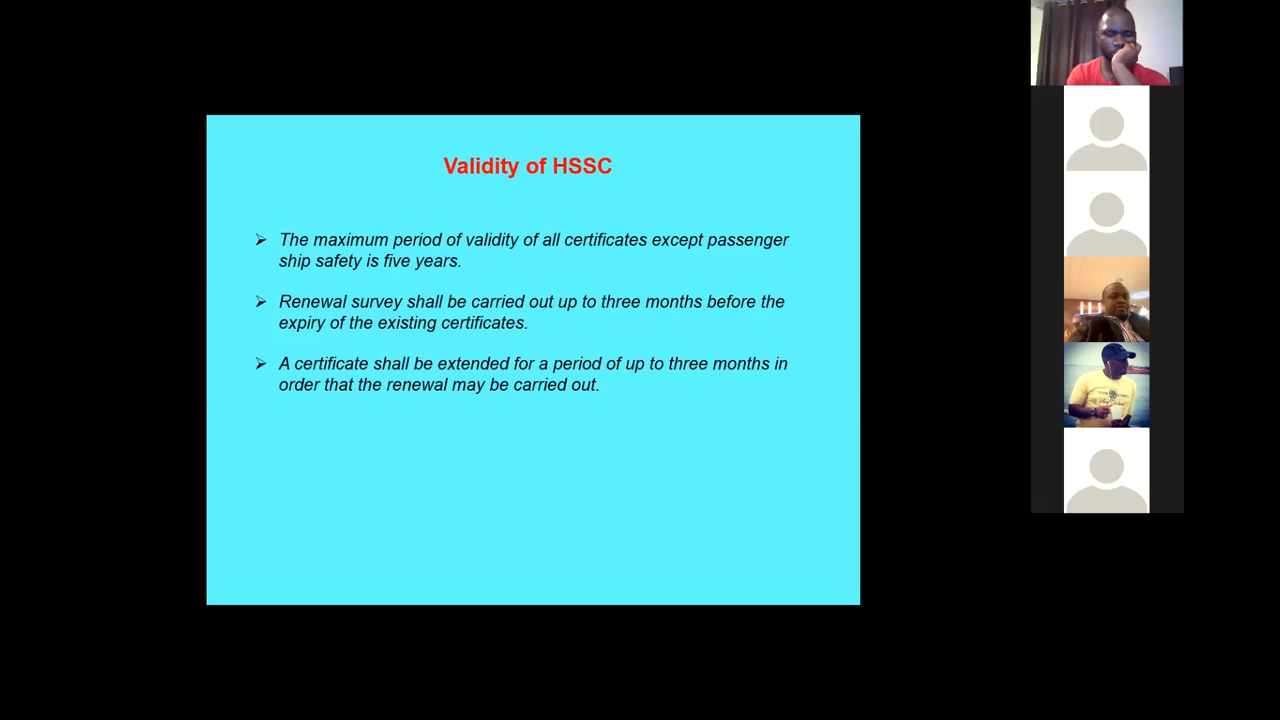 Validity of HSSC
The maximum period of validity of all certificates except passenger
ship safety is five years.
Renewal survey shall be carried out up to three months before the
expiry of the existing certificates.
A certificate shall be extended for a period of up to three months in
order that the renewal may be carried out.